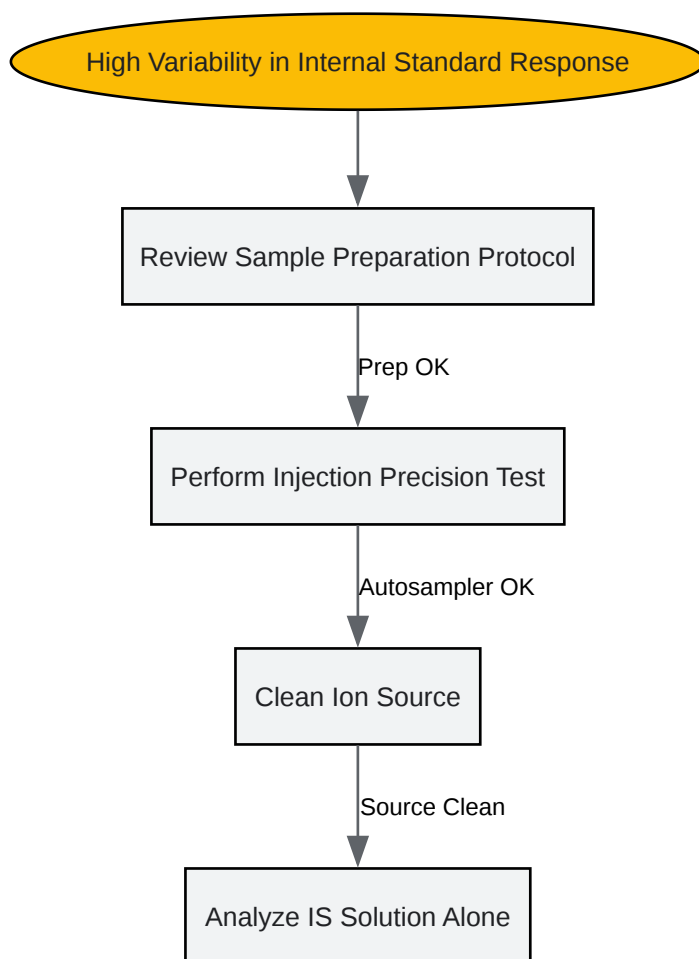 High Variability in Internal Standard Response
Review Sample Preparation Protocol
Prep OK
Perform Injection Precision Test
Autosampler OK
Clean Ion Source
Source Clean
Analyze IS Solution Alone